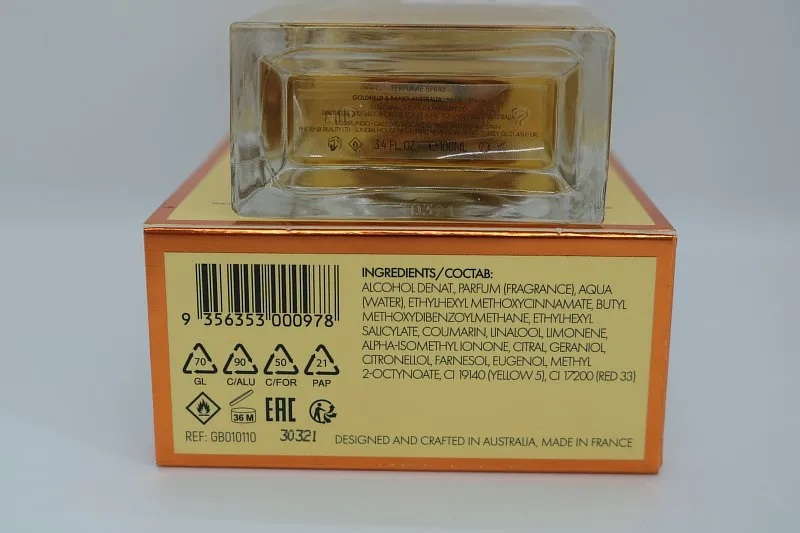 PERFUME SPRAY
GOLDFIELD & BANKS AUSTRALIA
3.4 FL OZ ℮100ML
INGREDIENTS/COCTAB:
ALCOHOL DENAT, PARFUM (FRAGRANCE), AQUA
(WATER), ETHYLHEXYL METHOXYCINNAMATE, BUTYL
METHOXYDIBENZOYLMETHANE, ETHYLHEXYL
SALICYLATE, COUMARIN, LINALOOL, LIMONENE,
ALPHA-ISOMETHYL IONONE, CITRAL, GERANIOL,
CITRONELLOL, FARNESOL, EUGENOL, METHYL
2-OCTYNOATE, CI 19140 (YELLOW 5), CI 17200 (RED 33)
9 356353 000978
70 90 50 21
GL C/ALU C/FOR PAP
36 M EAC
REF: GB010110 30321 DESIGNED AND CRAFTED IN AUSTRALIA, MADE IN FRANCE